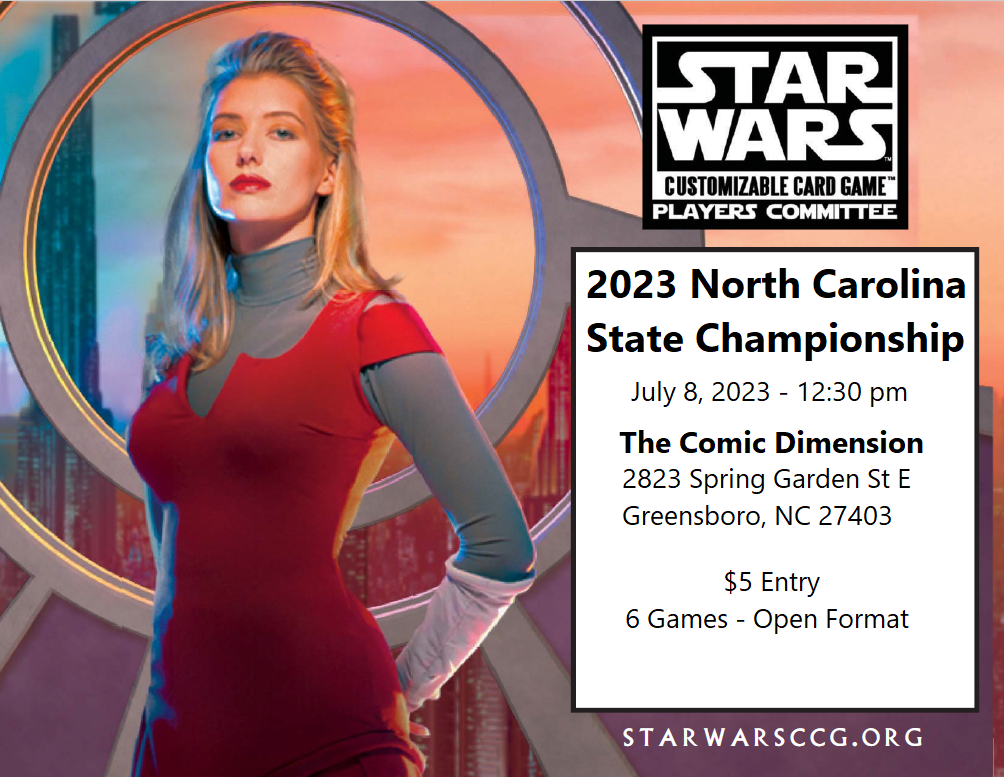 STAR
WARS
CUSTOMIZABLE CARD GAME™
PLAYERS COMMITTEE
2023 North Carolina
State Championship
July 8, 2023 - 12:30 pm
The Comic Dimension
2823 Spring Garden St E
Greensboro, NC 27403
$5 Entry
6 Games - Open Format
STARWARSCCG.ORG